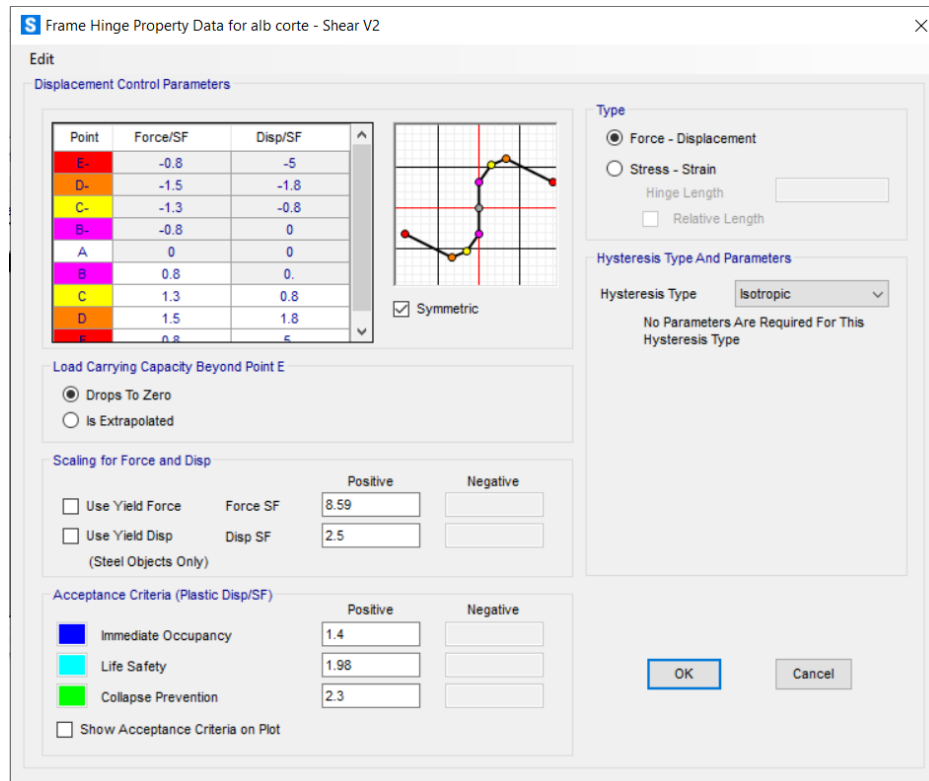 S Frame Hinge Property Data for alb corte - Shear V2
Edit
Displacement Control Parameters
Point Force/SF Disp/SF
E- -0.8 -5
D- -1.5 -1.8
C- -1.3 -0.8
B- -0.8 0
A 0 0
B 0.8 0.
C 1.3 0.8
D 1.5 1.8
E 0.8 5
Symmetric
Load Carrying Capacity Beyond Point E
Drops To Zero
Is Extrapolated
Scaling for Force and Disp
Positive Negative
Use Yield Force Force SF 8.59
Use Yield Disp Disp SF 2.5
(Steel Objects Only)
Acceptance Criteria (Plastic Disp/SF)
Positive Negative
Immediate Occupancy 1.4
Life Safety 1.98
Collapse Prevention 2.3
Show Acceptance Criteria on Plot
Type
Force - Displacement
Stress - Strain
Hinge Length
Relative Length
Hysteresis Type And Parameters
Hysteresis Type Isotropic
No Parameters Are Required For This
Hysteresis Type
OK Cancel